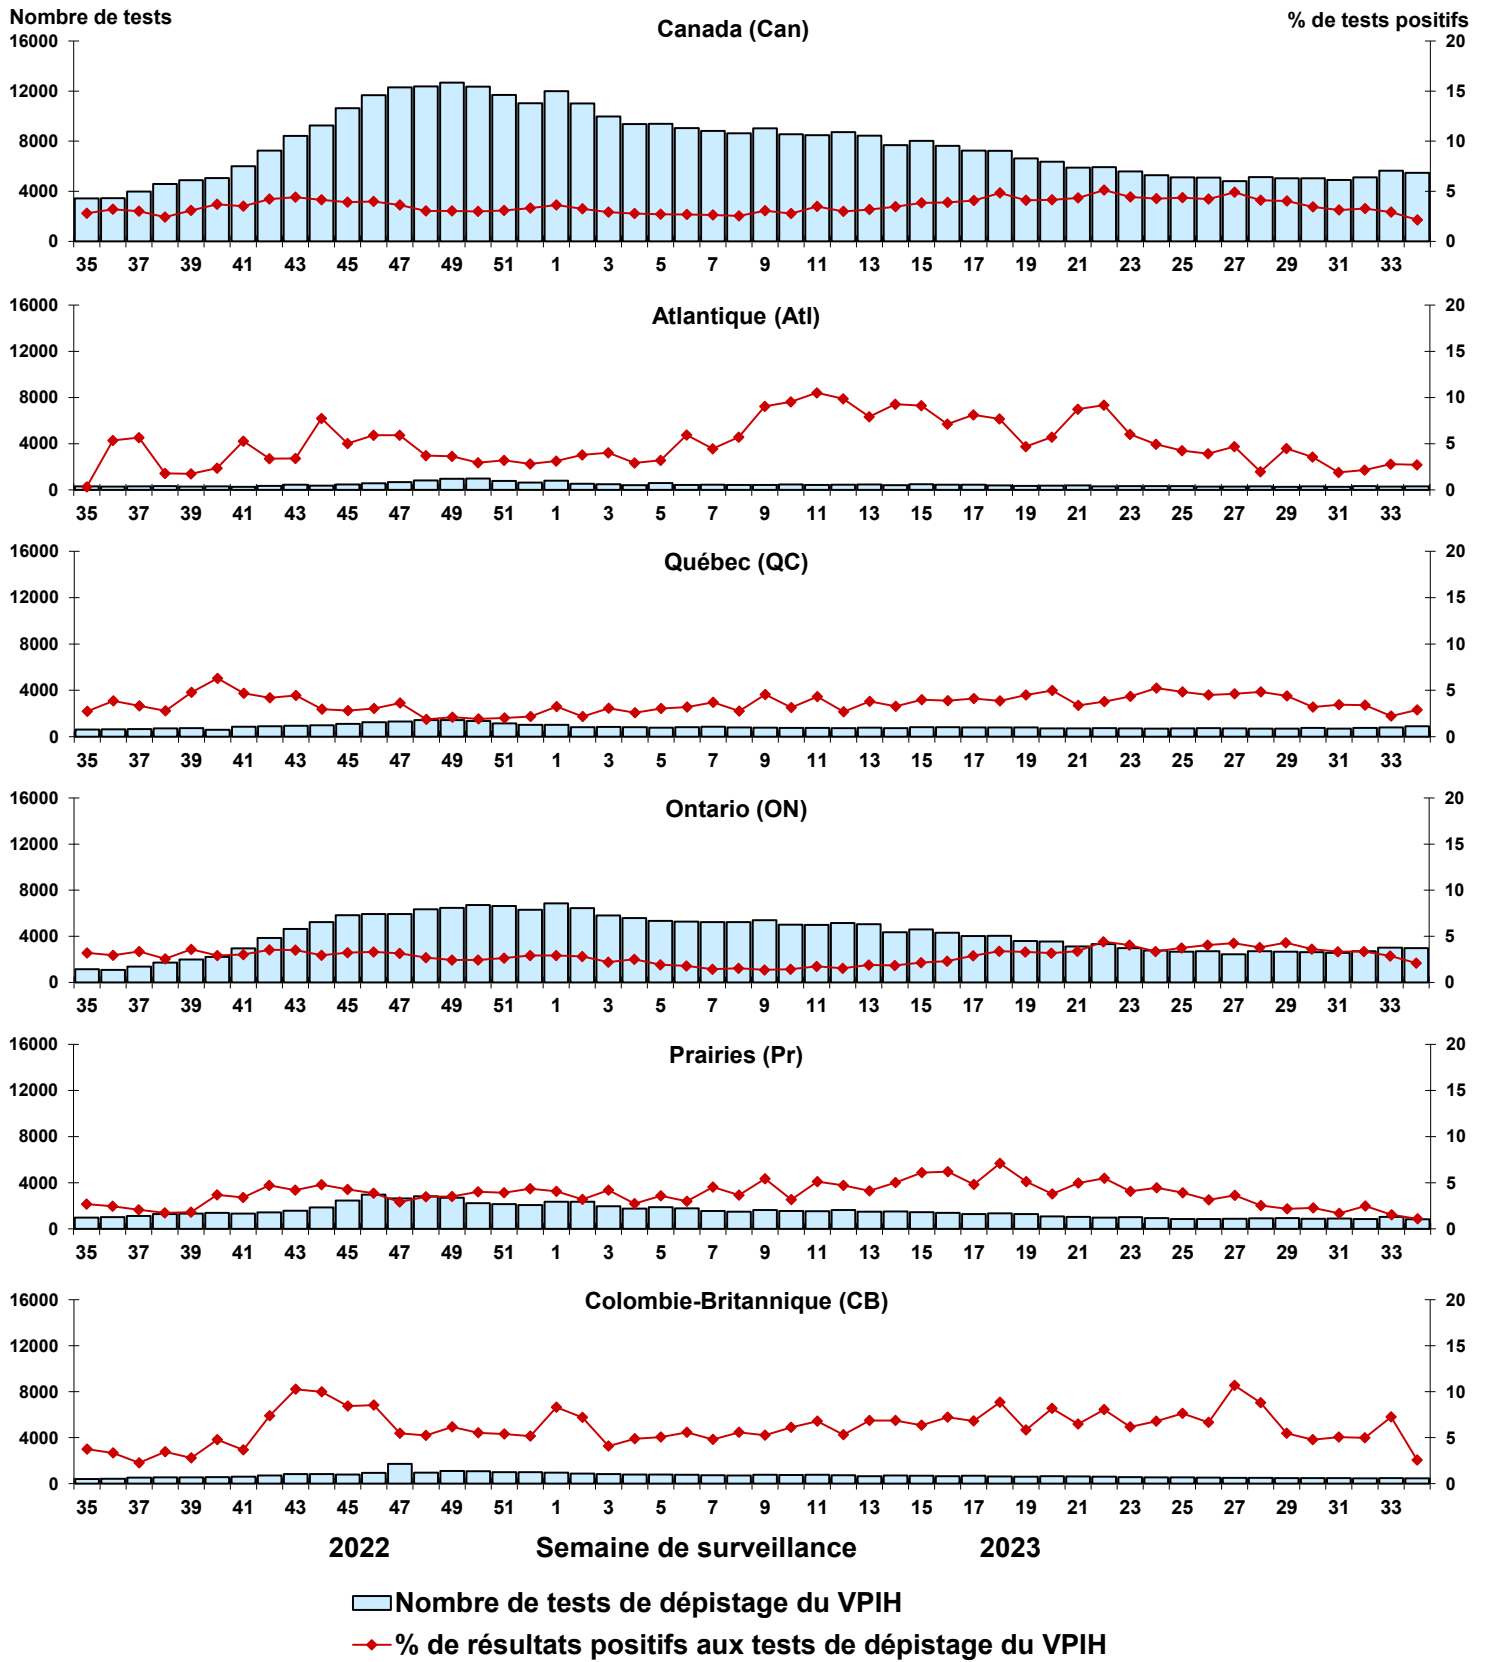 Nombre de tests
Canada (Can)
% de tests positifs
16000 20
12000 15
8000 10
4000 5
0 0
35 37 39 41 43 45 47 49 51 1 3 5 7 9 11 13 15 17 19 21 23 25 27 29 31 33
Atlantique (Atl)
16000 20
12000 15
8000 10
4000 5
0 0
35 37 39 41 43 45 47 49 51 1 3 5 7 9 11 13 15 17 19 21 23 25 27 29 31 33
Québec (QC)
16000 20
12000 15
8000 10
4000 5
0 0
35 37 39 41 43 45 47 49 51 1 3 5 7 9 11 13 15 17 19 21 23 25 27 29 31 33
Ontario (ON)
16000 20
12000 15
8000 10
4000 5
0 0
35 37 39 41 43 45 47 49 51 1 3 5 7 9 11 13 15 17 19 21 23 25 27 29 31 33
Prairies (Pr)
16000 20
12000 15
8000 10
4000 5
0 0
35 37 39 41 43 45 47 49 51 1 3 5 7 9 11 13 15 17 19 21 23 25 27 29 31 33
Colombie-Britannique (CB)
16000 20
12000 15
8000 10
4000 5
0 0
35 37 39 41 43 45 47 49 51 1 3 5 7 9 11 13 15 17 19 21 23 25 27 29 31 33
2022 Semaine de surveillance 2023
Nombre de tests de dépistage du VPIH
% de résultats positifs aux tests de dépistage du VPIH